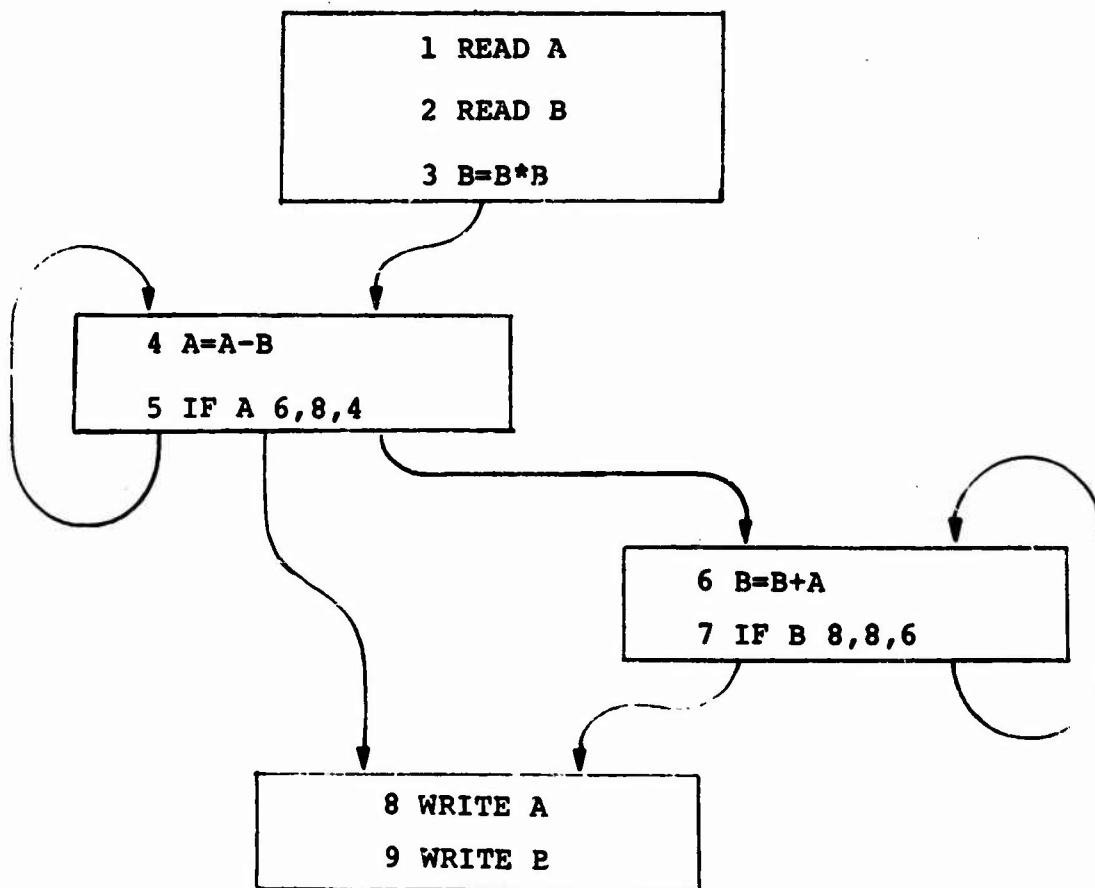 1 READ A
2 READ B
3 B=B*B
4 A=A-B
5 IF A 6,8,4
6 B=B+A
7 IF B 8,8,6
8 WRITE A
9 WRITE B